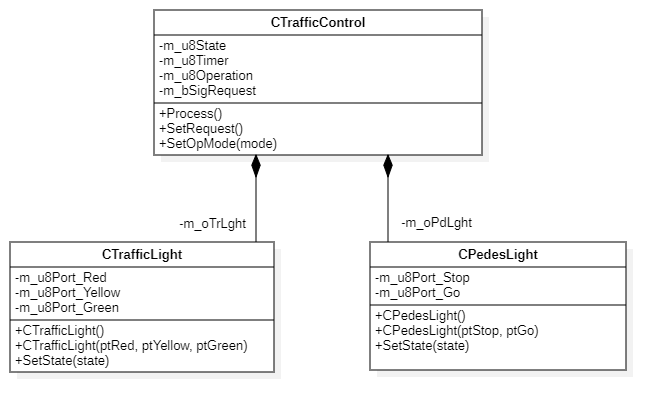 CTrafficControl
-m_u8State
-m_u8Timer
-m_u8Operation
-m_bSigRequest
+Process()
+SetRequest()
+SetOpMode(mode)
-m_oTrLght
-m_oPdLght
CTrafficLight
-m_u8Port_Red
-m_u8Port_Yellow
-m_u8Port_Green
+CTrafficLight()
+CTrafficLight(ptRed, ptYellow, ptGreen)
+SetState(state)
CPedesLight
-m_u8Port_Stop
-m_u8Port_Go
+CPedesLight()
+CPedesLight(ptStop, ptGo)
+SetState(state)